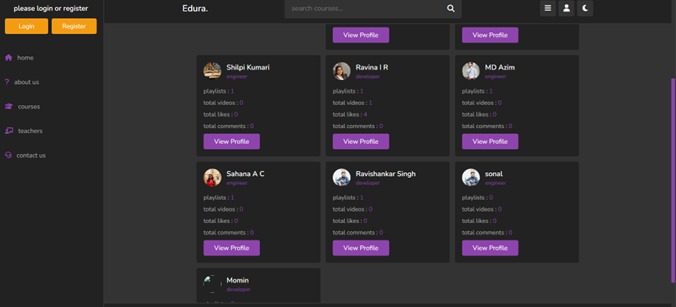 please login or register
Login Register
home
about us
courses
teachers
contact us
Edura.
search courses...
View Profile
View Profile
Shilpi Kumari
engineer
playlists : 1
total videos : 0
total likes : 0
total comments : 0
View Profile
Ravina I R
developer
playlists : 1
total videos : 1
total likes : 4
total comments : 0
View Profile
MD Azim
engineer
playlists : 1
total videos : 0
total likes : 0
total comments : 0
View Profile
Sahana A C
engineer
playlists : 1
total videos : 0
total likes : 0
total comments : 0
View Profile
Ravishankar Singh
developer
playlists : 1
total videos : 0
total likes : 0
total comments : 0
View Profile
sonal
engineer
playlists : 0
total videos : 0
total likes : 0
total comments : 0
View Profile
Momin
developer